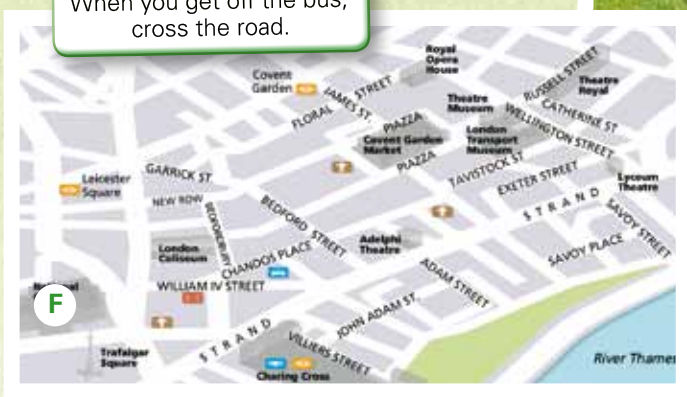 When you get off the bus,
cross the road.
Royal
Opera
House
Covent
Garden
JAMES ST.
FLORAL STREET
RUSSELL STREET
Theatre
Royal
Theatre
Museum
CATHERINE ST
WELLINGTON STREET
PIAZZA
Covent Garden
Market
London
Transport
Museum
PIAZZA
TAVISTOCK ST
EXETER STREET
Lyceum
Theatre
Leicester
Square
GARRICK ST
NEW ROW
BEDFORDBURY
BEDFORD STREET
STRAND
SAVOY STREET
SAVOY PLACE
London
Coliseum
CHANDOS PLACE
Adelphi
Theatre
ADAM STREET
WILLIAM IV STREET
F
JOHN ADAM ST.
STRAND
VILLIERS STREET
Trafalgar
Square
Charing Cross
River Thames